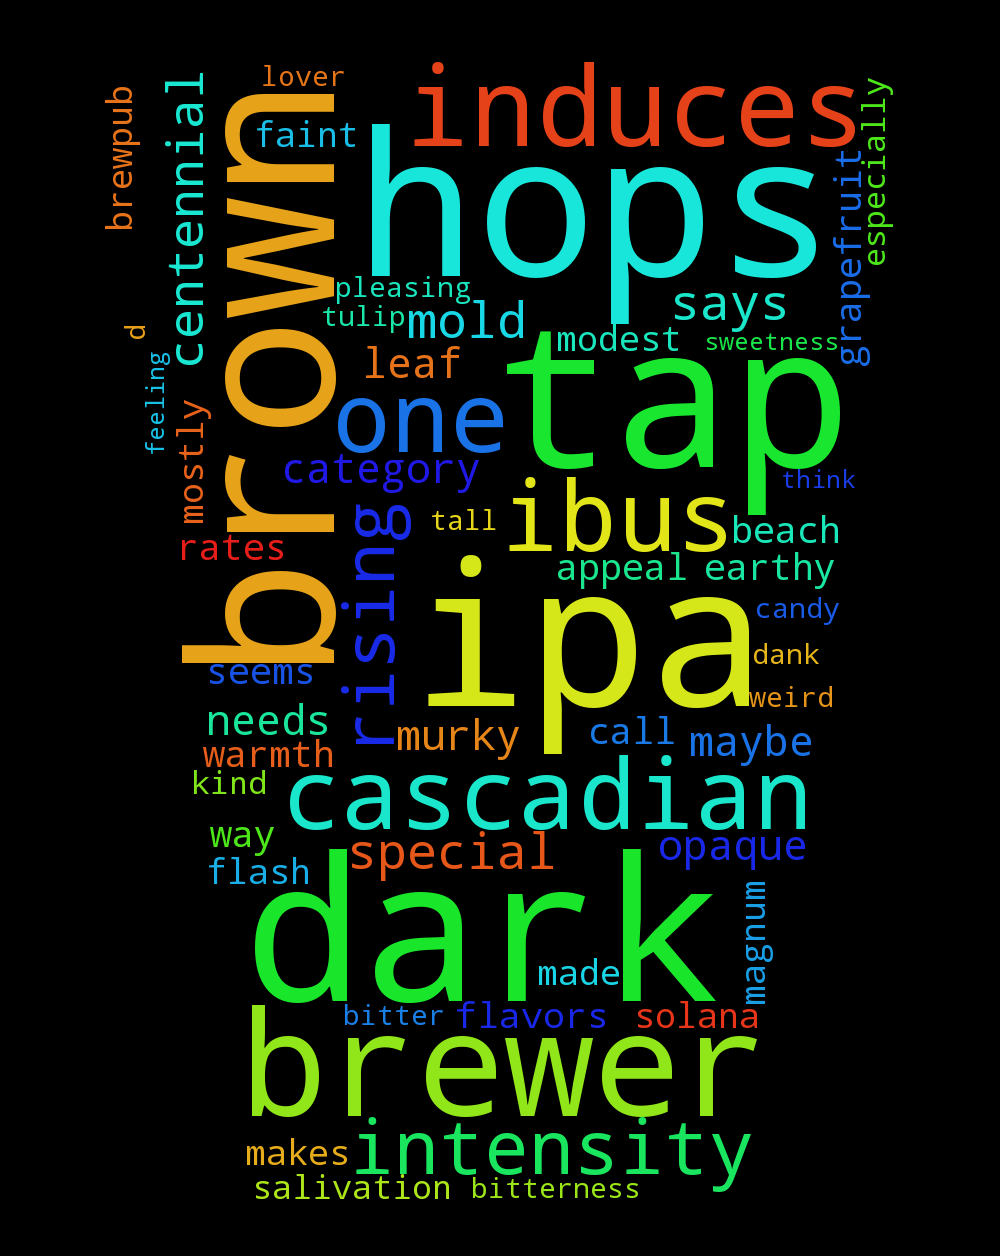 lover
induces
brewpub
centennial
brown
faint
hops
especially
grapefruit
pleasing
tulip
mold
says
d
modest
sweetness
feeling
leaf
tap
one
mostly
category
think
rising
tall
ibus
beach
rates
appeal
earthy
ipa
candy
seems
dank
weird
needs
murky
call
maybe
warmth
kind
cascadian
way
special
opaque
flash
dark
magnum
made
bitter
flavors
solana
brewer
makes
intensity
salivation
bitterness